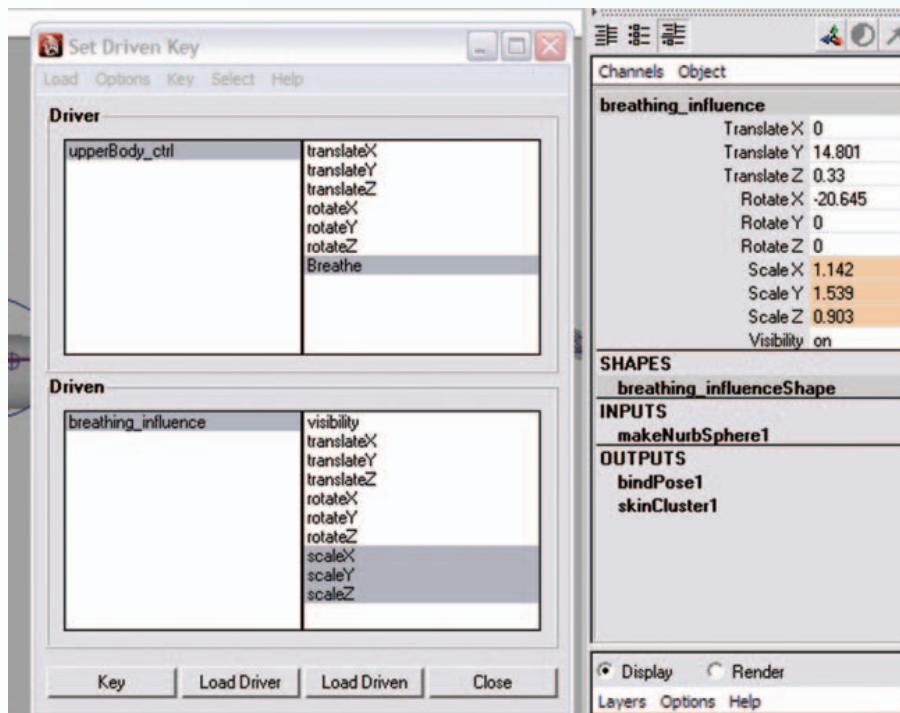 Set Driven Key
Load Options Key Select Help
Driver
upperBody_ctrl
translateX
translateY
translateZ
rotateX
rotateY
rotateZ
Breathe
Driven
breathing_influence
visibility
translateX
translateY
translateZ
rotateX
rotateY
rotateZ
scaleX
scaleY
scaleZ
Key Load Driver Load Driven Close
Channels Object
breathing_influence
Translate X 0
Translate Y 14.801
Translate Z 0.33
Rotate X -20.645
Rotate Y 0
Rotate Z 0
Scale X 1.142
Scale Y 1.539
Scale Z 0.903
Visibility on
SHAPES
breathing_influenceShape
INPUTS
makeNurbSphere1
OUTPUTS
bindPose1
skinCluster1
Display Render
Layers Options Help